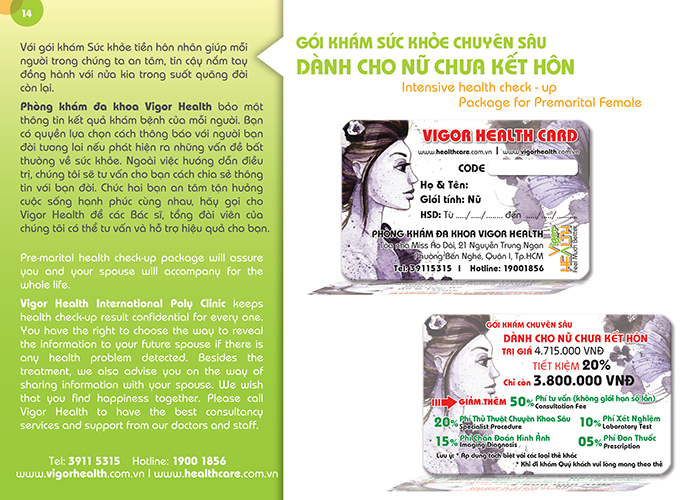 14
Với gói khám Sức khỏe tiền hôn nhân giúp mỗi
người trong chúng ta an tâm, tin cậy nắm tay
đồng hành với nửa kia trong suốt quãng đời
còn lại.
Phòng khám đa khoa Vigor Health bảo mật
thông tin kết quả khám bệnh của mỗi người. Bạn
có quyền lựa chọn cách thông báo với người bạn
đời tương lai nếu phát hiện ra những vấn đề bất
thường về sức khỏe. Ngoài việc hướng dẫn điều
trị, chúng tôi sẽ tư vấn cho bạn cách chia sẻ thông
tin với bạn đời. Chúc hai bạn an tâm tận hưởng
cuộc sống hạnh phúc cùng nhau, hãy gọi cho
Vigor Health để các Bác sĩ, tổng đài viên của
chúng tôi có thể tư vấn và hỗ trợ hiệu quả cho bạn.
Pre-marital health check-up package will assure
you and your spouse will accompany for the
whole life.
Vigor Health International Poly Clinic keeps
health check-up result confidential for every one.
You have the right to choose the way to reveal
the information to your future spouse if there is
any health problem detected. Besides the
treatment, we also advise you on the way of
sharing information with your spouse. We wish
that you find happiness together. Please call
Vigor Health to have the best consultancy
services and support from our doctors and staff.
Tel: 3911 5315 Hotline: 1900 1856
www.vigorhealth.com.vn | www.healthcare.com.vn
GÓI KHÁM SỨC KHỎE CHUYÊN SÂU
DÀNH CHO NỮ CHƯA KẾT HÔN
Intensive health check - up
Package for Premarital Female
VIGOR HEALTH CARD
www.healthcare.com.vn | www.vigorhealth.com.vn
CODE
Họ & Tên:
Giới tính: Nữ
HSD: Từ ...../...../........ đến ...../...../........
PHÒNG KHÁM ĐA KHOA VIGOR HEALTH
Tòa nhà Miss Áo Dài, 21 Nguyễn Trung Ngạn
Phường Bến Nghé, Quận I, Tp.HCM
Tel: 39115315 | Hotline: 19001856
Vigor HEALTH
Feel Much Better
GÓI KHÁM CHUYÊN SÂU
DÀNH CHO NỮ CHƯA KẾT HÔN
TRỊ GIÁ 4.715.000 VNĐ
TIẾT KIỆM 20%
Chỉ còn 3.800.000 VNĐ
GIẢM THÊM 50% Phí tư vấn (không giới hạn số lần)
Consultation Fee
20% Phí Thủ Thuật Chuyên Khoa Sâu 10% Phí Xét Nghiệm
Specialist Procedure Laboratory Test
15% Phí Chẩn Đoán Hình Ảnh 05% Phí Đơn Thuốc
Imaging Diagnosis Prescription
Lưu ý: * Áp dụng tách biệt với các loại thẻ khác
* Khi đi khám Quý khách vui lòng mang theo thẻ